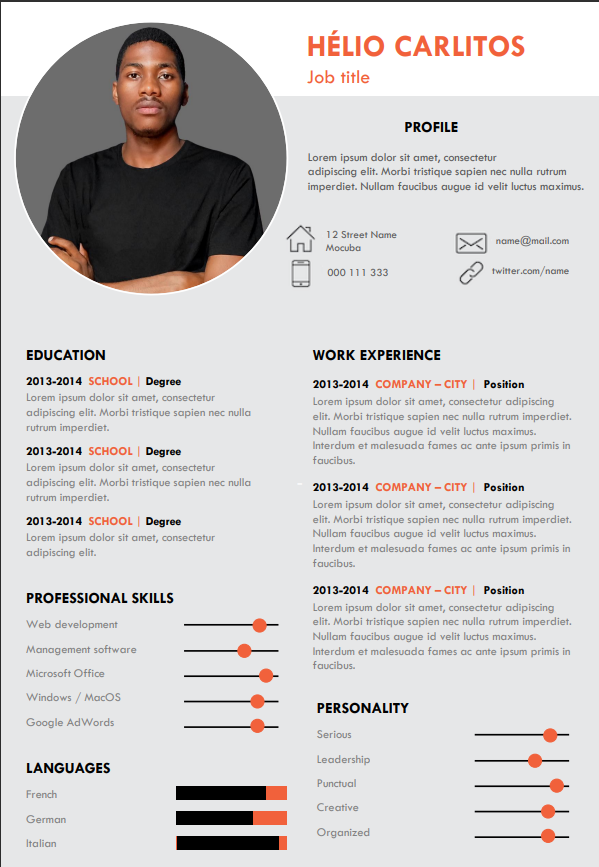 HÉLIO CARLITOS
Job title
PROFILE
Lorem ipsum dolor sit amet, consectetur
adipiscing elit. Morbi tristique sapien nec nulla rutrum
imperdiet. Nullam faucibus augue id velit luctus maximus.
12 Street Name
Mocuba
name@mail.com
000 111 333
twitter.com/name
EDUCATION
2013-2014 SCHOOL | Degree
Lorem ipsum dolor sit amet, consectetur
adipiscing elit. Morbi tristique sapien nec nulla
rutrum imperdiet.
2013-2014 SCHOOL | Degree
Lorem ipsum dolor sit amet, consectetur
adipiscing elit. Morbi tristique sapien nec nulla
rutrum imperdiet.
2013-2014 SCHOOL | Degree
Lorem ipsum dolor sit amet, consectetur
adipiscing elit.
PROFESSIONAL SKILLS
Web development
Management software
Microsoft Office
Windows / MacOS
Google AdWords
LANGUAGES
French
German
Italian
WORK EXPERIENCE
2013-2014 COMPANY – CITY | Position
Lorem ipsum dolor sit amet, consectetur adipiscing
elit. Morbi tristique sapien nec nulla rutrum imperdiet.
Nullam faucibus augue id velit luctus maximus.
Interdum et malesuada fames ac ante ipsum primis in
faucibus.
2013-2014 COMPANY – CITY | Position
Lorem ipsum dolor sit amet, consectetur adipiscing
elit. Morbi tristique sapien nec nulla rutrum imperdiet.
Nullam faucibus augue id velit luctus maximus.
Interdum et malesuada fames ac ante ipsum primis in
faucibus.
2013-2014 COMPANY – CITY | Position
Lorem ipsum dolor sit amet, consectetur adipiscing
elit. Morbi tristique sapien nec nulla rutrum imperdiet.
Nullam faucibus augue id velit luctus maximus.
Interdum et malesuada fames ac ante ipsum primis in
faucibus.
PERSONALITY
Serious
Leadership
Punctual
Creative
Organized